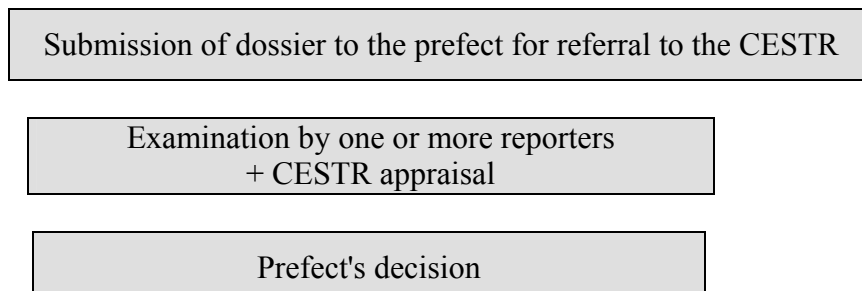 Submission of dossier to the prefect for referral to the CESTR
Examination by one or more reporters
+ CESTR appraisal
Prefect's decision